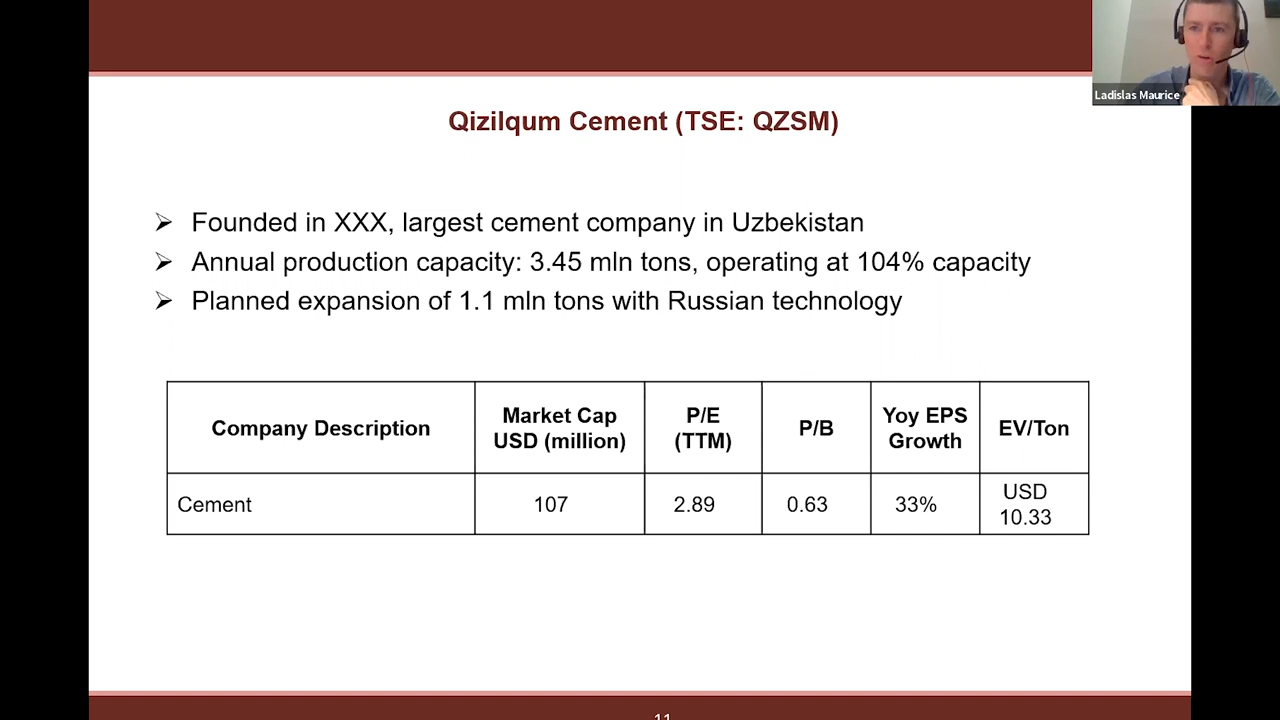 Ladislas Maurice
Qizilqum Cement (TSE: QZSM)
Founded in XXX, largest cement company in Uzbekistan
Annual production capacity: 3.45 mln tons, operating at 104% capacity
Planned expansion of 1.1 mln tons with Russian technology
Company Description
Market Cap
USD (million)
P/E
(TTM)
P/B
Yoy EPS
Growth
EV/Ton
Cement
107
2.89
0.63
33%
USD
10.33
11